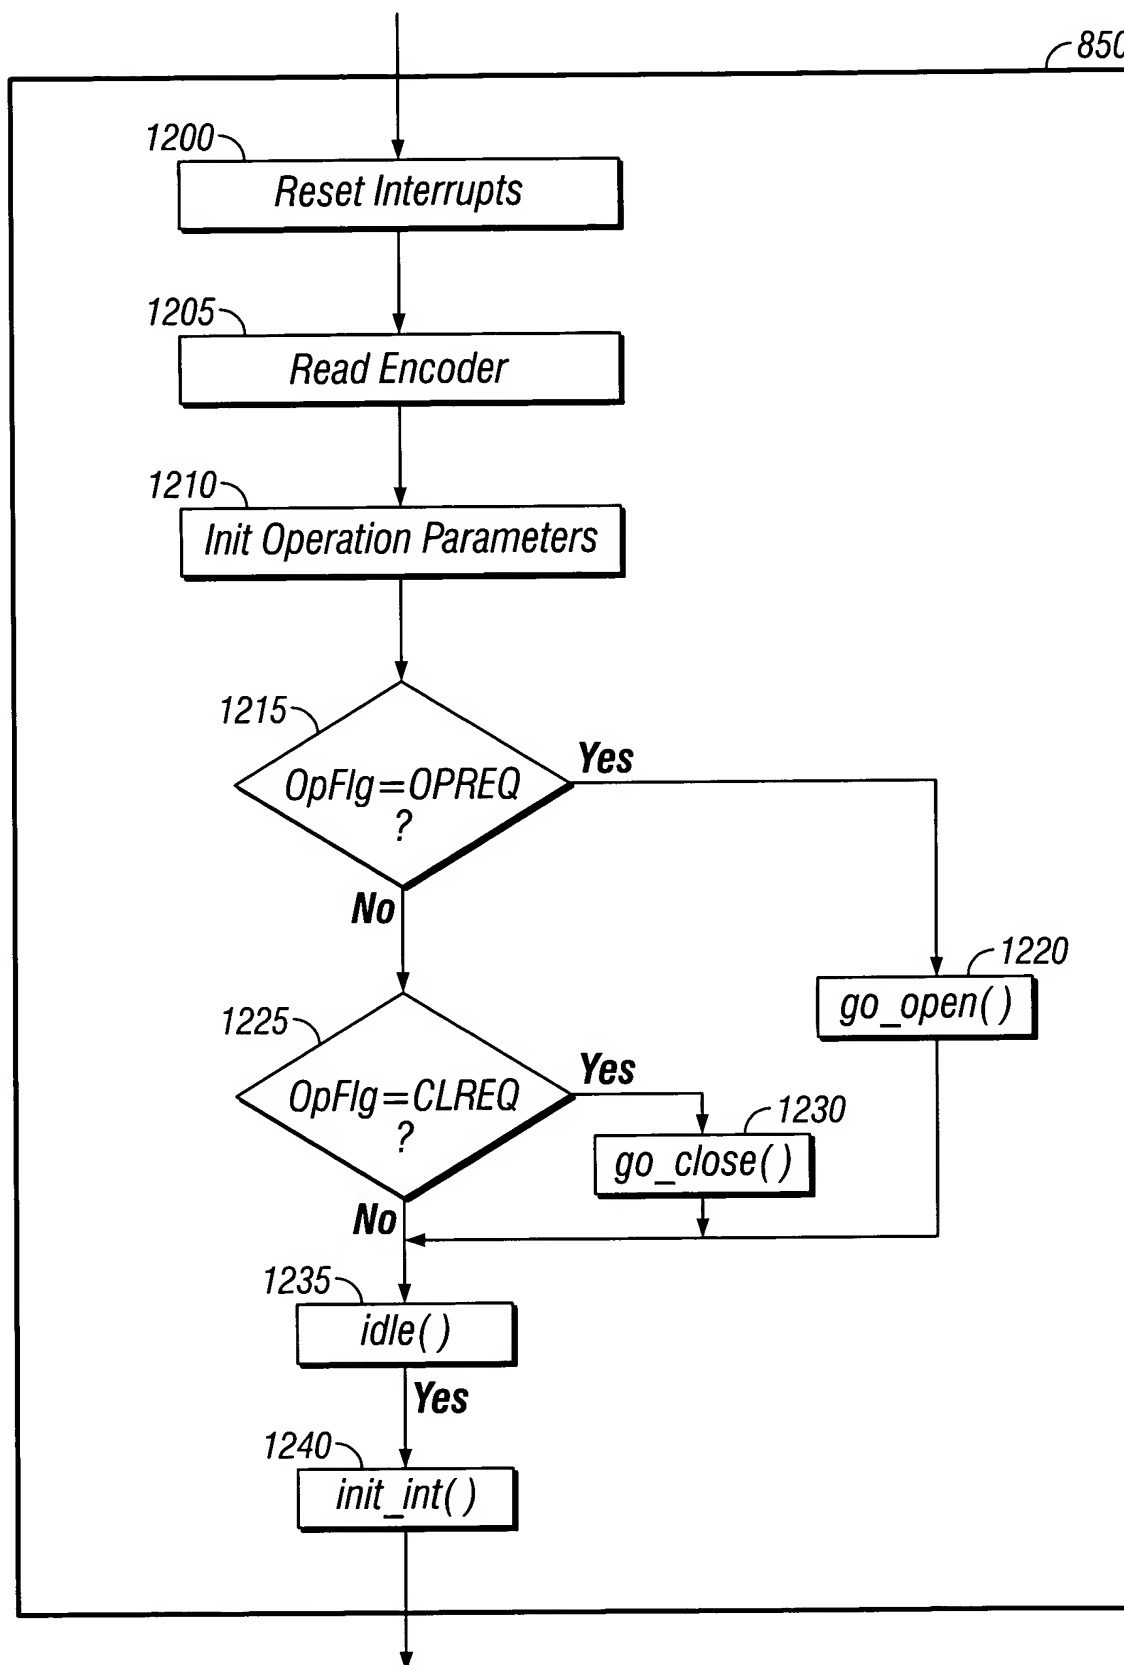 850
1200
Reset Interrupts
1205
Read Encoder
1210
Init Operation Parameters
1215
OpFlg=OPREQ
?
Yes
No
1220
go_open()
1225
OpFlg=CLREQ
?
Yes
1230
go_close()
No
1235
idle()
Yes
1240
init_int()